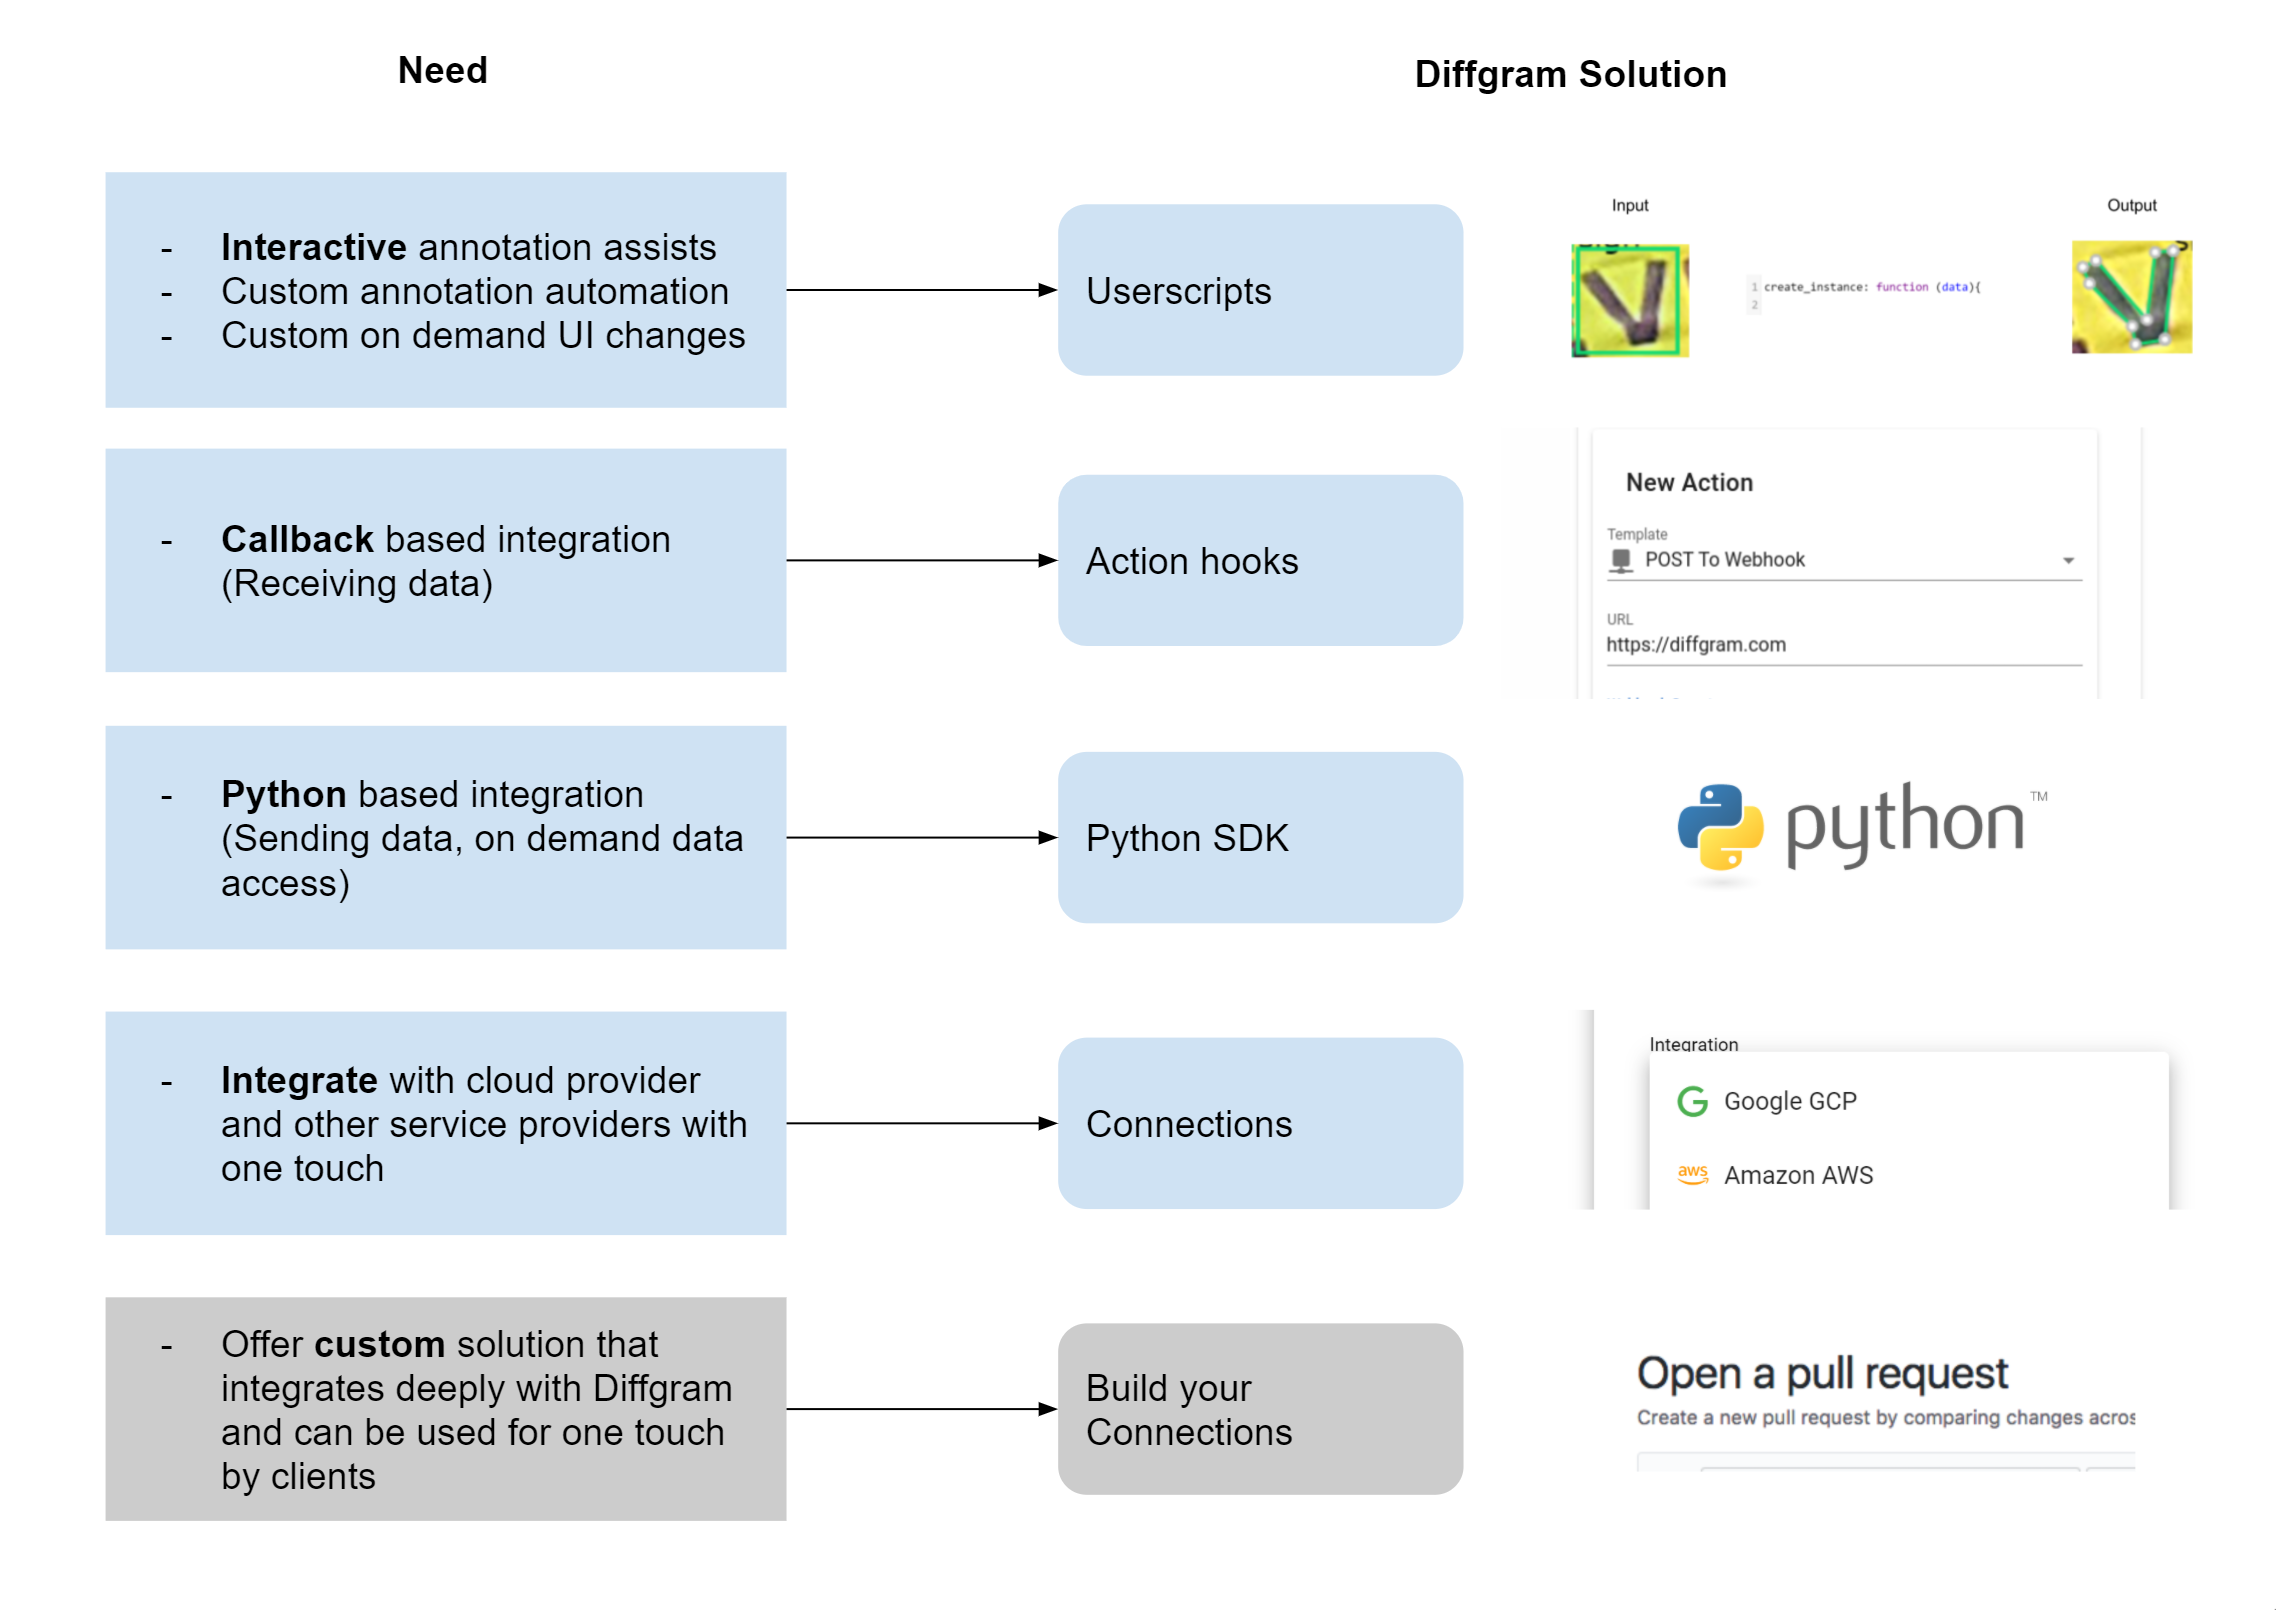 Need
Diffgram Solution
- Interactive annotation assists
- Custom annotation automation
- Custom on demand UI changes
Userscripts
Input
1 create_instance: function (data){
2
Output
- Callback based integration
(Receiving data)
Action hooks
New Action
Template
POST To Webhook
URL
https://diffgram.com
- Python based integration
(Sending data, on demand data
access)
Python SDK
python™
- Integrate with cloud provider
and other service providers with
one touch
Connections
Integration
Google GCP
aws Amazon AWS
- Offer custom solution that
integrates deeply with Diffgram
and can be used for one touch
by clients
Build your
Connections
Open a pull request
Create a new pull request by comparing changes acros